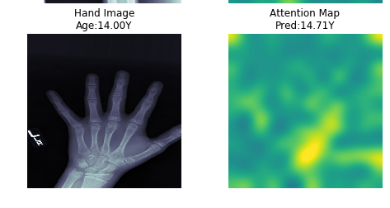 Hand Image
Age:14.00Y
Attention Map
Pred:14.71Y